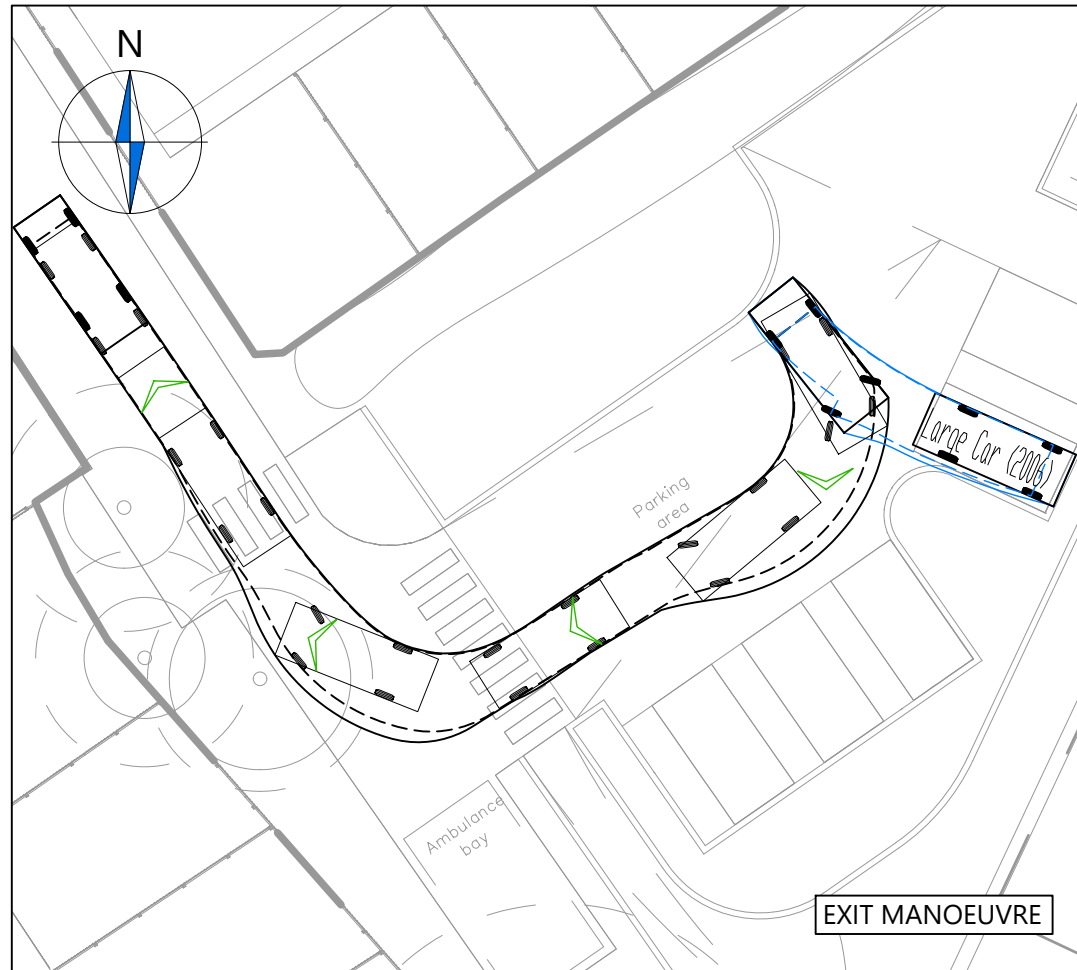 N
Large Car (2006)
Parking
area
Ambulance
bay
EXIT MANOEUVRE